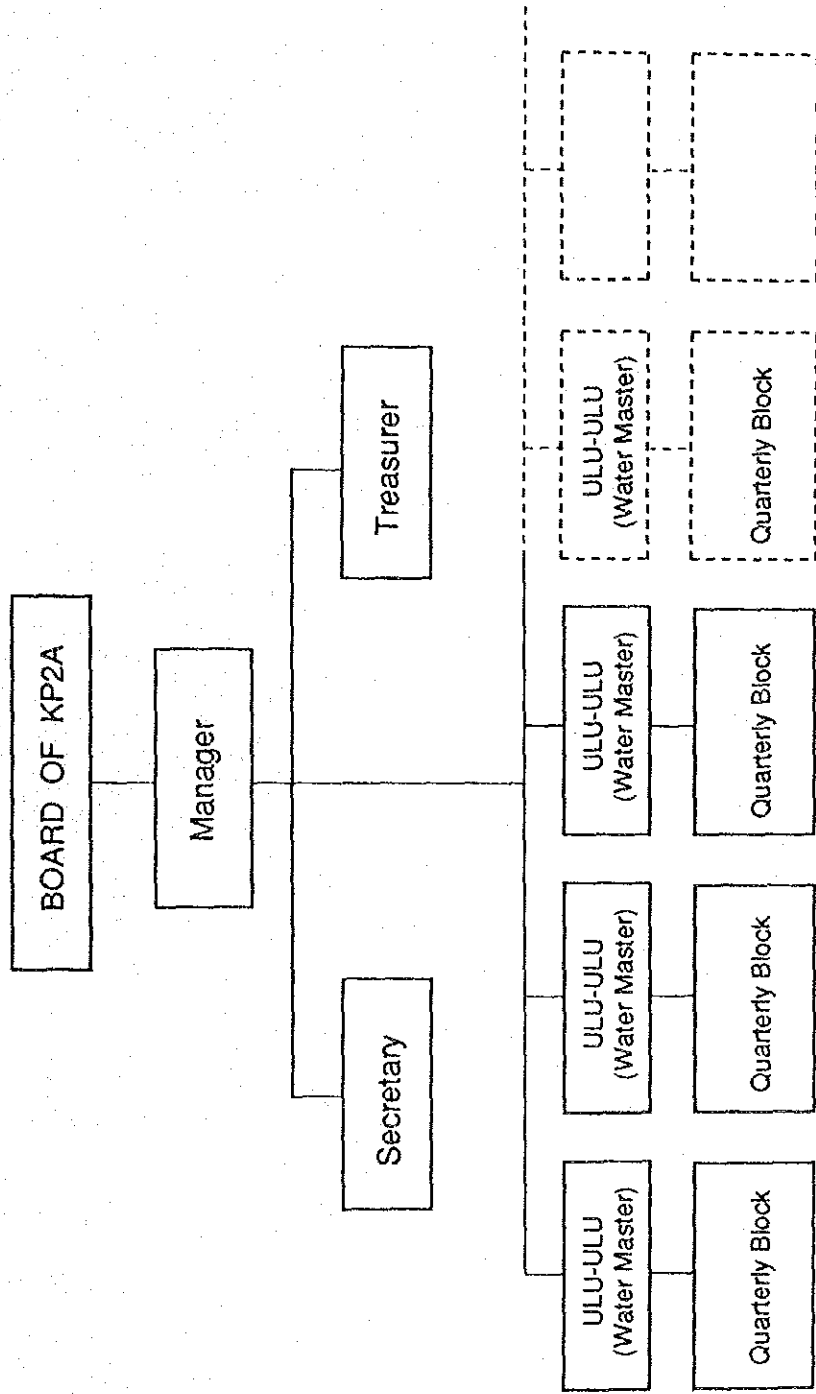 BOARD OF KP2A
Manager
Secretary
Treasurer
ULU-ULU
(Water Master)
ULU-ULU
(Water Master)
ULU-ULU
(Water Master)
ULU-ULU
(Water Master)
Quarterly Block
Quarterly Block
Quarterly Block
Quarterly Block